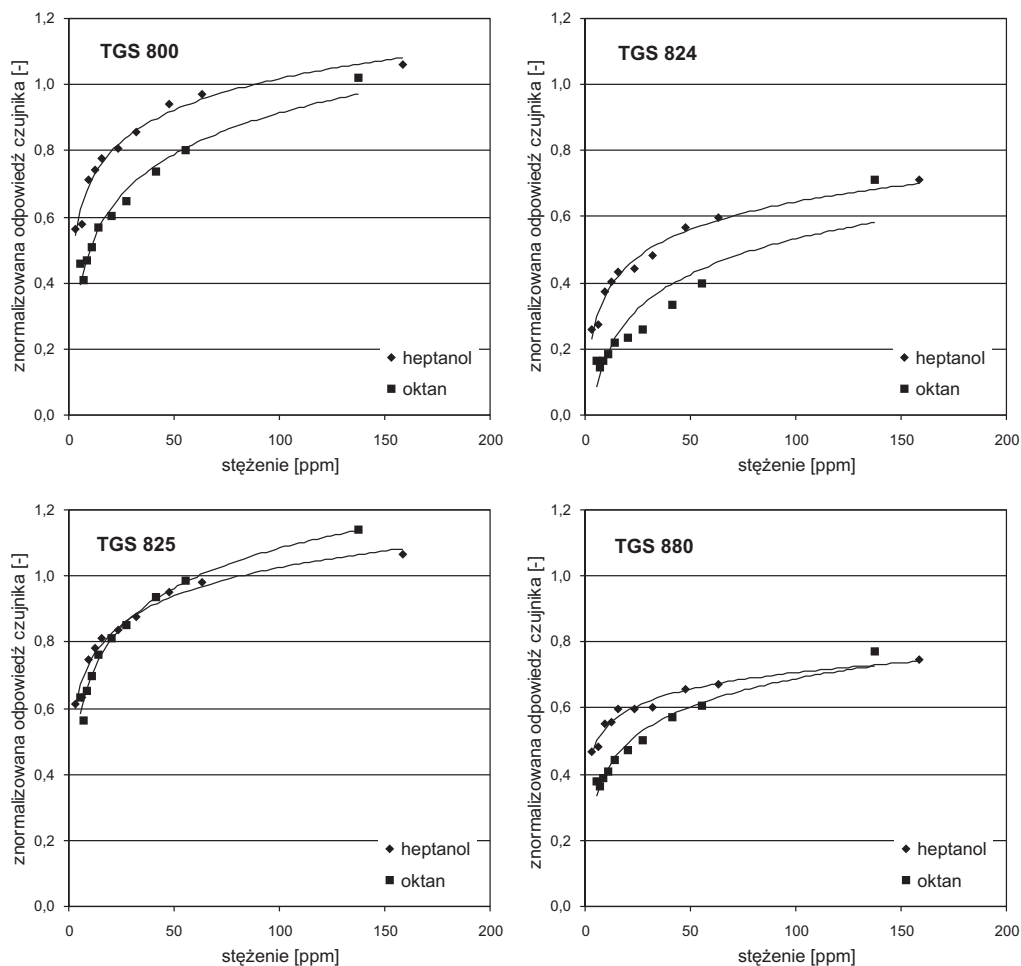 1,2
1,0
0,8
0,6
0,4
0,2
0,0
znormalizowana odpowiedź czujnika [-]
TGS 800
heptanol
oktan
0 50 100 150 200
stężenie [ppm]
1,2
1,0
0,8
0,6
0,4
0,2
0,0
znormalizowana odpowiedź czujnika [-]
TGS 824
heptanol
oktan
0 50 100 150 200
stężenie [ppm]
1,2
1,0
0,8
0,6
0,4
0,2
0,0
znormalizowana odpowiedź czujnika [-]
TGS 825
heptanol
oktan
0 50 100 150 200
stężenie [ppm]
1,2
1,0
0,8
0,6
0,4
0,2
0,0
znormalizowana odpowiedź czujnika [-]
TGS 880
heptanol
oktan
0 50 100 150 200
stężenie [ppm]